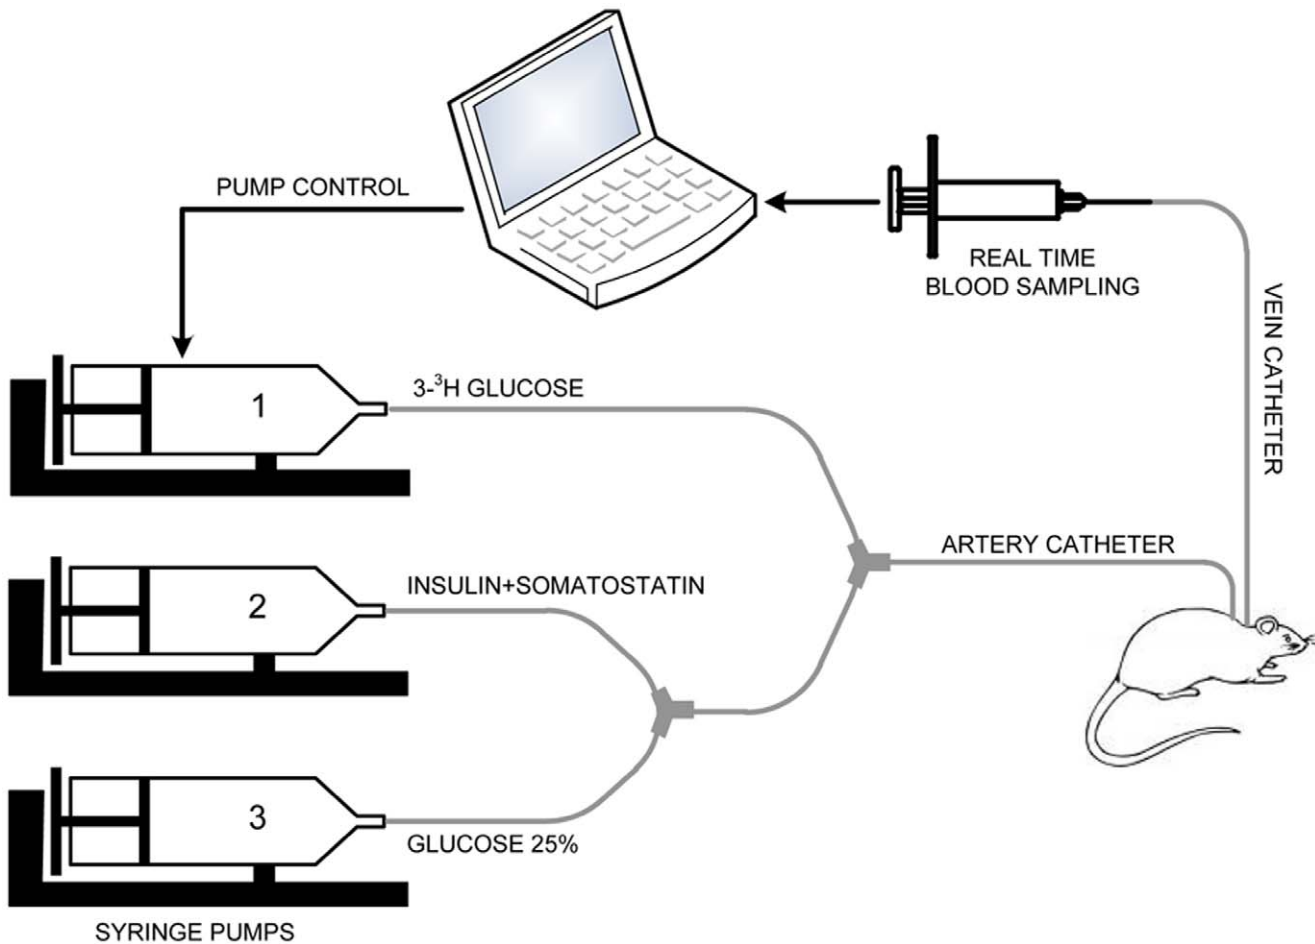 PUMP CONTROL
REAL TIME
BLOOD SAMPLING
VEIN CATHETER
1
3-³H GLUCOSE
ARTERY CATHETER
2
INSULIN+SOMATOSTATIN
3
GLUCOSE 25%
SYRINGE PUMPS